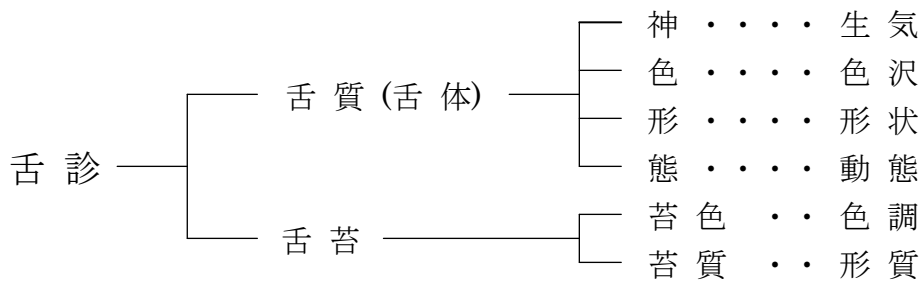 神 ・・・・ 生気
色 ・・・・ 色沢
舌質(舌体)
形 ・・・・ 形状
舌診
態 ・・・・ 動態
苔色 ・・ 色調
舌苔
苔質 ・・ 形質